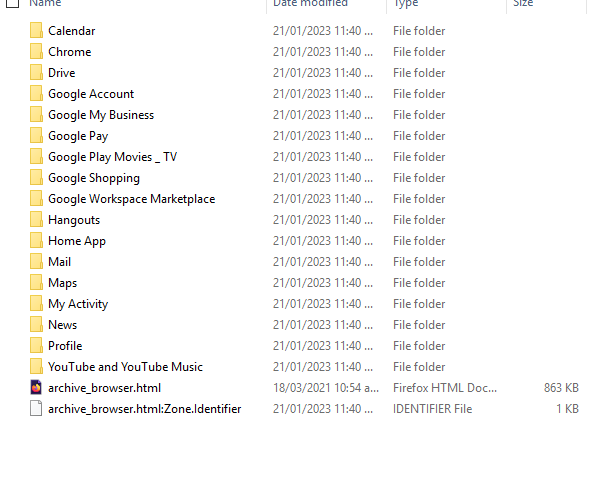 Name Date modified Type Size
Calendar 21/01/2023 11:40 ... File folder
Chrome 21/01/2023 11:40 ... File folder
Drive 21/01/2023 11:40 ... File folder
Google Account 21/01/2023 11:40 ... File folder
Google My Business 21/01/2023 11:40 ... File folder
Google Pay 21/01/2023 11:40 ... File folder
Google Play Movies _ TV 21/01/2023 11:40 ... File folder
Google Shopping 21/01/2023 11:40 ... File folder
Google Workspace Marketplace 21/01/2023 11:40 ... File folder
Hangouts 21/01/2023 11:40 ... File folder
Home App 21/01/2023 11:40 ... File folder
Mail 21/01/2023 11:40 ... File folder
Maps 21/01/2023 11:40 ... File folder
My Activity 21/01/2023 11:40 ... File folder
News 21/01/2023 11:40 ... File folder
Profile 21/01/2023 11:40 ... File folder
YouTube and YouTube Music 21/01/2023 11:40 ... File folder
archive_browser.html 18/03/2021 10:54 a... Firefox HTML Doc... 863 KB
archive_browser.html:Zone.Identifier 21/01/2023 11:40 ... IDENTIFIER File 1 KB